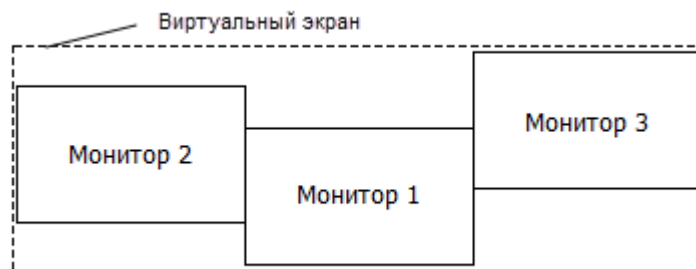 Виртуальный экран
Монитор 2
Монитор 1
Монитор 3